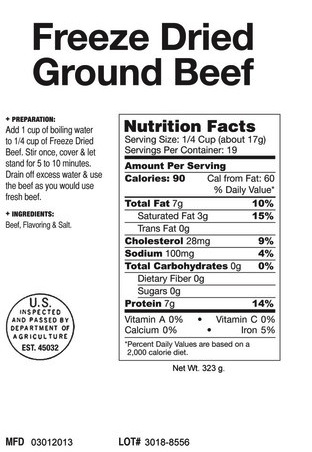 Freeze Dried
Ground Beef
+ PREPARATION:
Add 1 cup of boiling water
to 1/4 cup of Freeze Dried
Beef. Stir once, cover & let
stand for 5 to 10 minutes.
Drain off excess water & use
the beef as you would use
fresh beef.
+ INGREDIENTS:
Beef, Flavoring & Salt.
U.S.
INSPECTED
AND PASSED BY
DEPARTMENT OF
AGRICULTURE
EST. 45032
Nutrition Facts
Serving Size: 1/4 Cup (about 17g)
Servings Per Container: 19
Amount Per Serving
Calories: 90 Cal from Fat: 60
% Daily Value*
Total Fat 7g 10%
Saturated Fat 3g 15%
Trans Fat 0g
Cholesterol 28mg 9%
Sodium 100mg 4%
Total Carbohydrates 0g 0%
Dietary Fiber 0g
Sugars 0g
Protein 7g 14%
Vitamin A 0% • Vitamin C 0%
Calcium 0% • Iron 5%
*Percent Daily Values are based on a
2,000 calorie diet.
Net Wt. 323 g.
MFD 03012013 LOT# 3018-8556